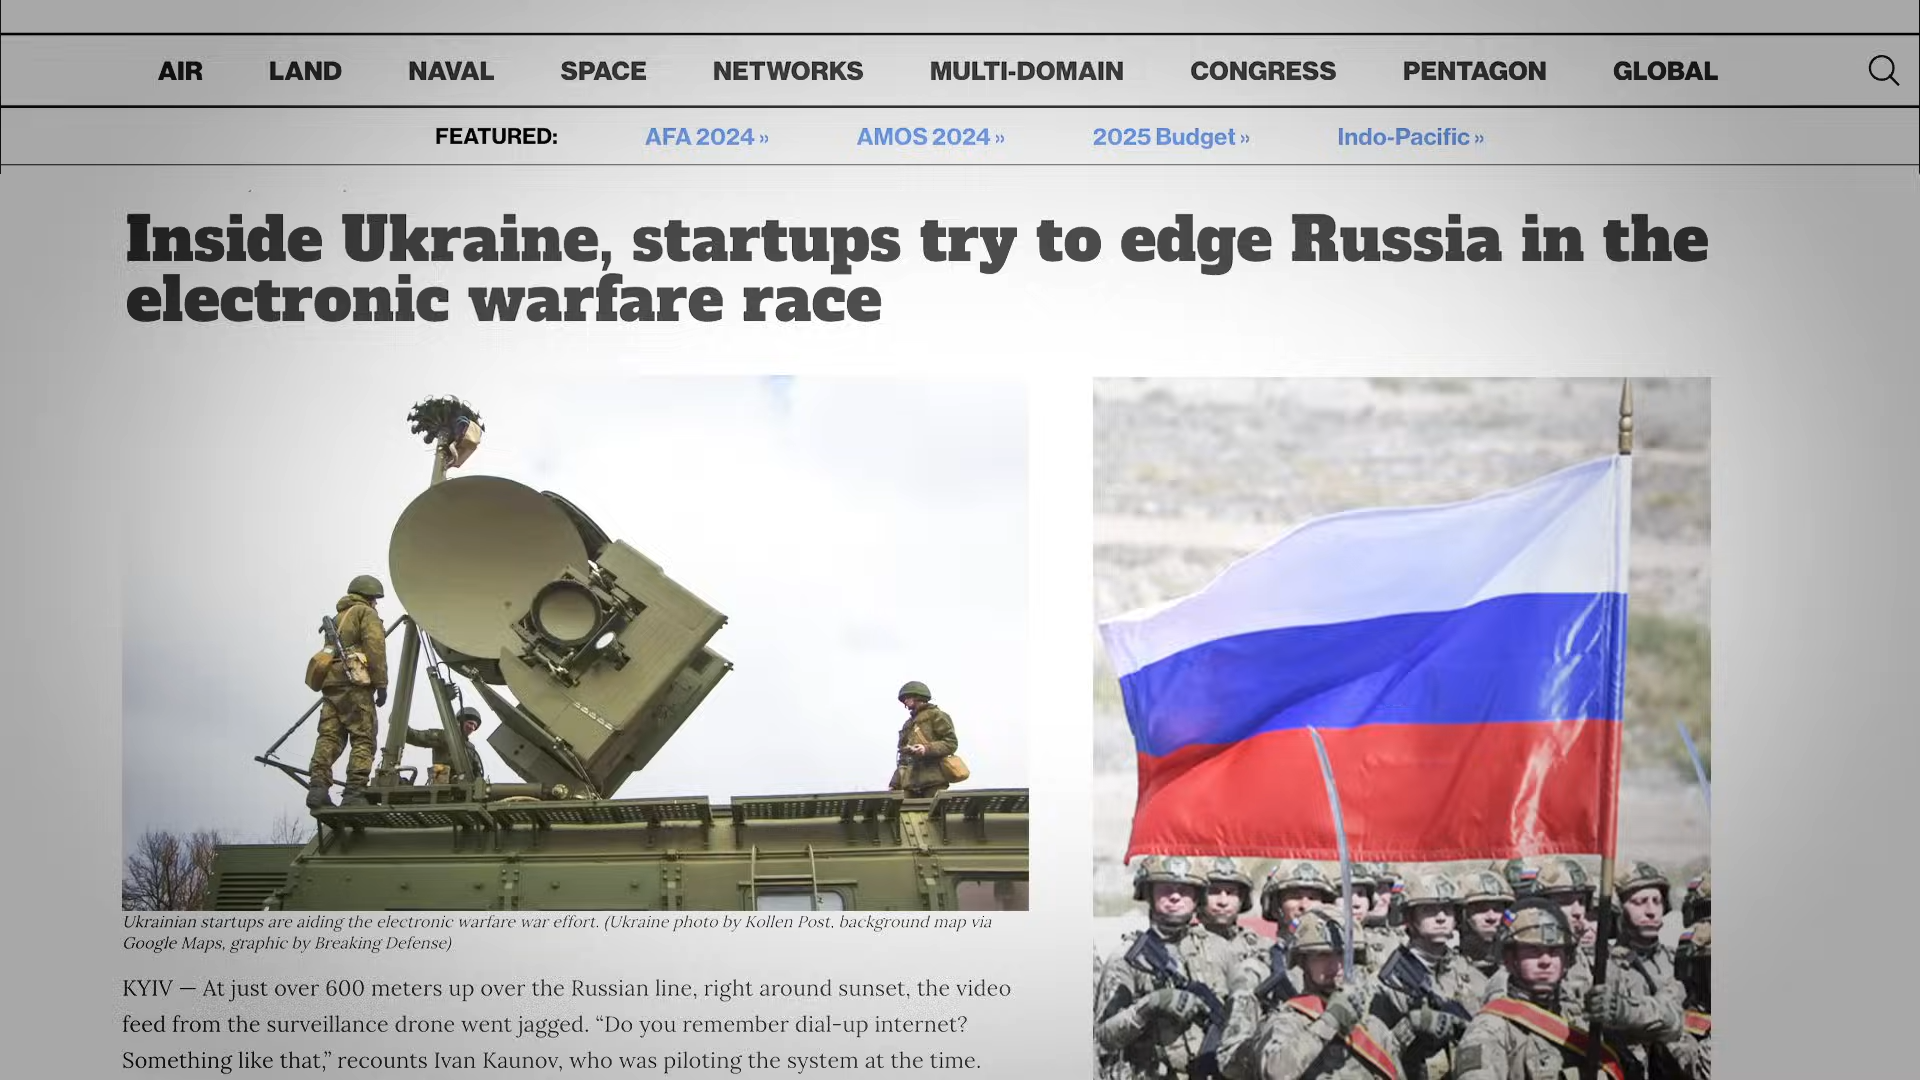 AIR LAND NAVAL SPACE NETWORKS MULTI-DOMAIN CONGRESS PENTAGON GLOBAL
FEATURED: AFA 2024 » AMOS 2024 » 2025 Budget » Indo-Pacific »
Inside Ukraine, startups try to edge Russia in the
electronic warfare race
Ukrainian startups are aiding the electronic warfare war effort. (Ukraine photo by Kollen Post, background map via
Google Maps, graphic by Breaking Defense)
KYIV — At just over 600 meters up over the Russian line, right around sunset, the video
feed from the surveillance drone went jagged. “Do you remember dial-up internet?
Something like that,” recounts Ivan Kaunov, who was piloting the system at the time.